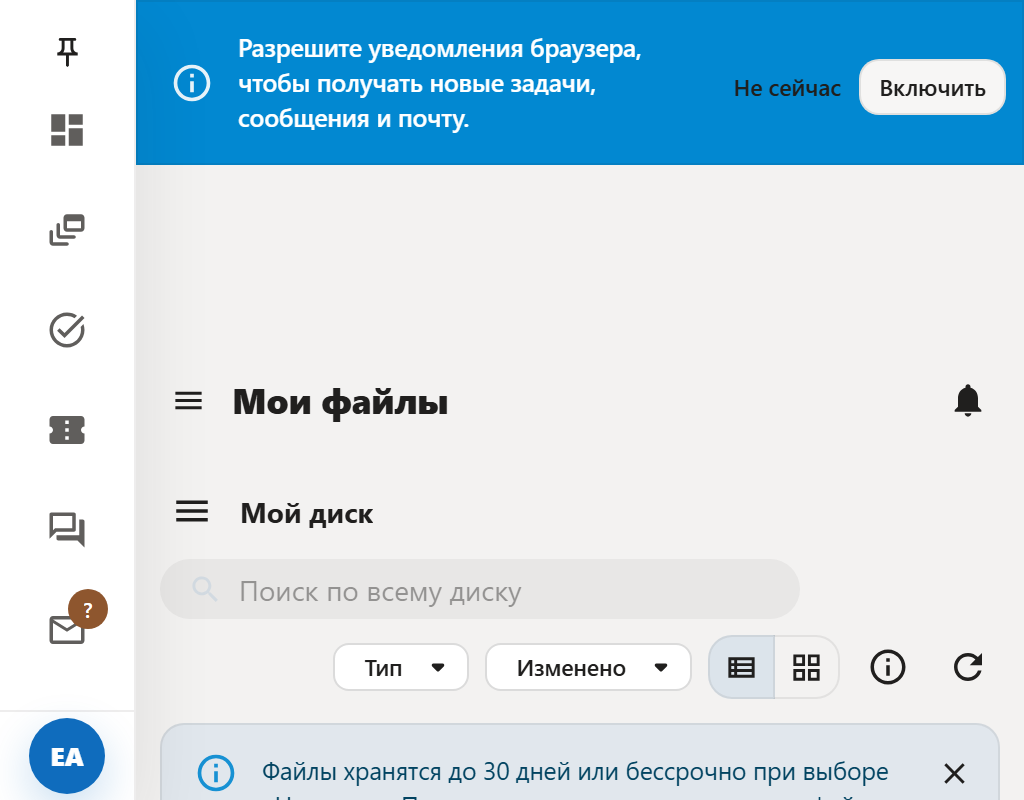 Разрешите уведомления браузера,
чтобы получать новые задачи,
сообщения и почту.
Не сейчас
Включить
Мои файлы
Мой диск
Поиск по всему диску
Тип
Изменено
?
EA
Файлы хранятся до 30 дней или бессрочно при выборе